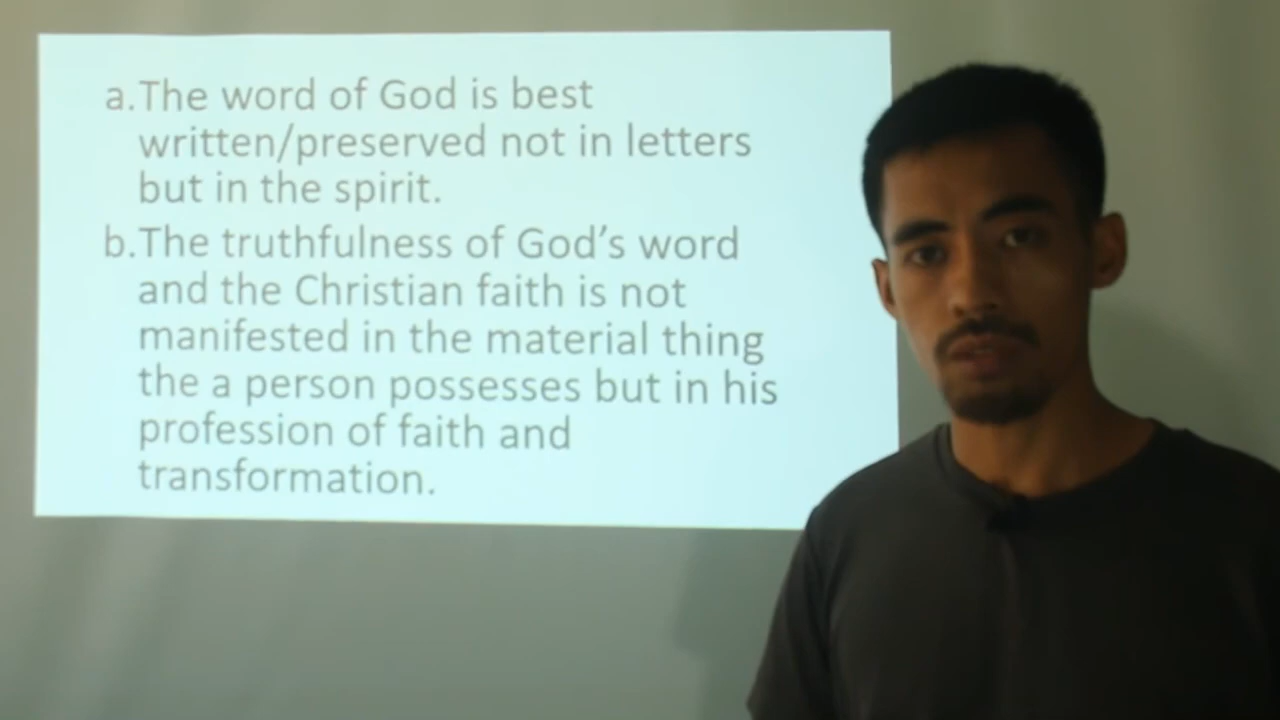 a.The word of God is best
written/preserved not in letters
but in the spirit.
b.The truthfulness of God’s word
and the Christian faith is not
manifested in the material thing
the a person possesses but in his
profession of faith and
transformation.